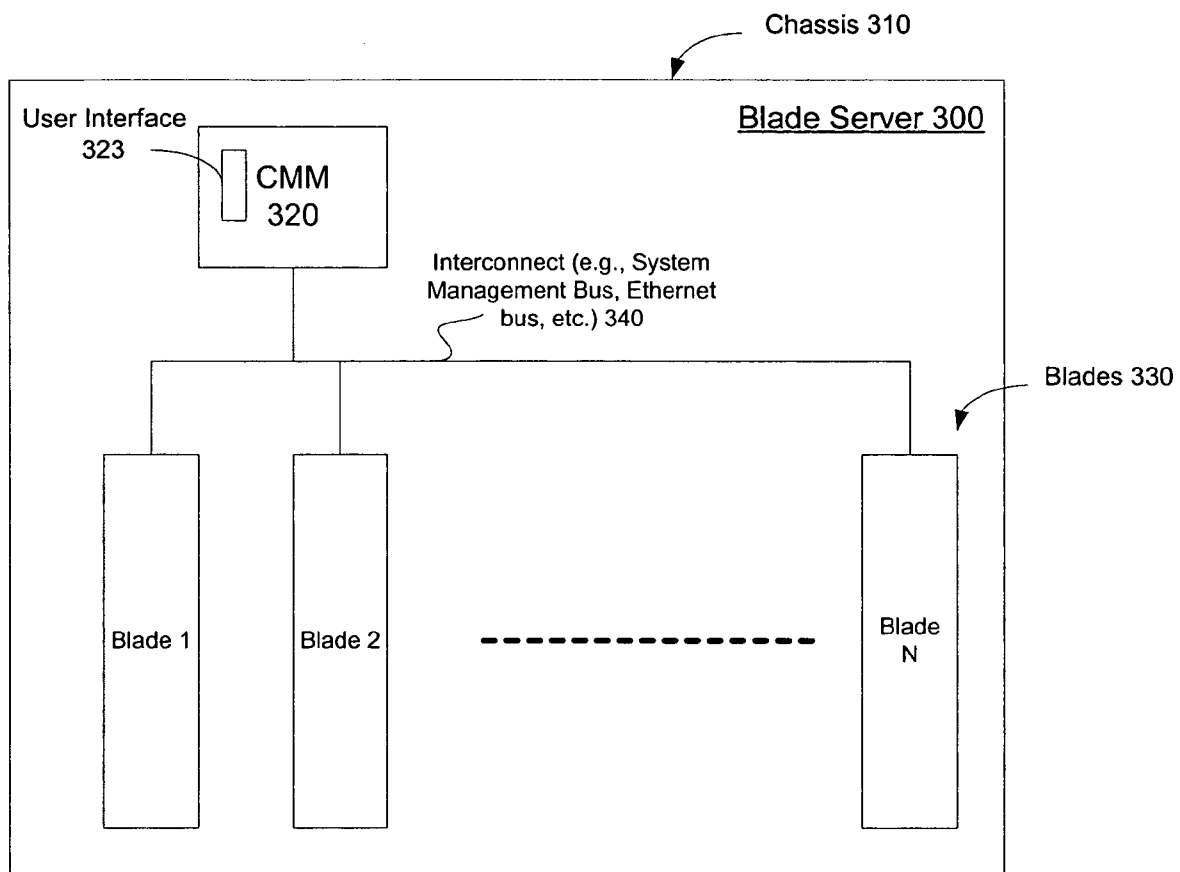 Chassis 310
User Interface
323
Blade Server 300
CMM
320
Interconnect (e.g., System
Management Bus, Ethernet
bus, etc.) 340
Blades 330
Blade 1
Blade 2
Blade
N